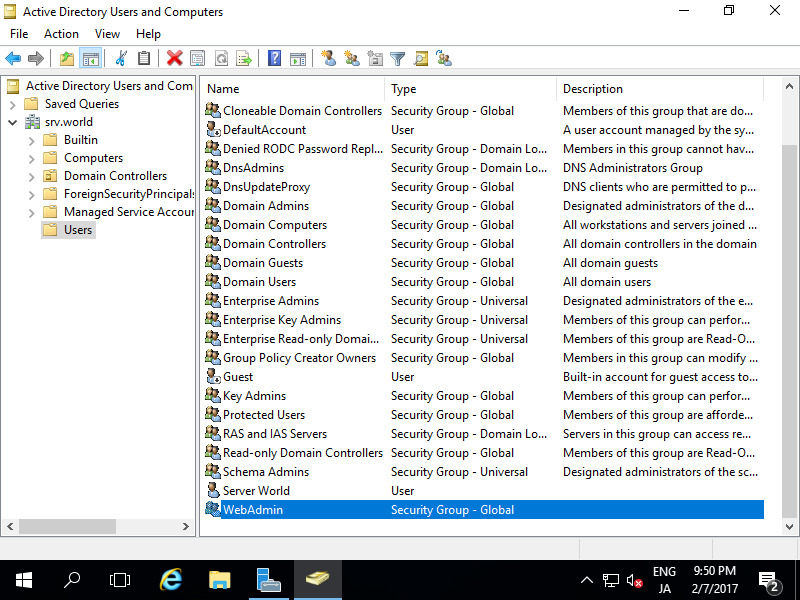 Active Directory Users and Computers
File Action View Help
Active Directory Users and Com
Saved Queries
srv.world
Builtin
Computers
Domain Controllers
ForeignSecurityPrincipals
Managed Service Accour
Users
Name Type Description
Cloneable Domain Controllers Security Group - Global Members of this group that are do...
DefaultAccount User A user account managed by the sy...
Denied RODC Password Repl... Security Group - Domain Lo... Members in this group cannot hav...
DnsAdmins Security Group - Domain Lo... DNS Administrators Group
DnsUpdateProxy Security Group - Global DNS clients who are permitted to p...
Domain Admins Security Group - Global Designated administrators of the d...
Domain Computers Security Group - Global All workstations and servers joined ...
Domain Controllers Security Group - Global All domain controllers in the domain
Domain Guests Security Group - Global All domain guests
Domain Users Security Group - Global All domain users
Enterprise Admins Security Group - Universal Designated administrators of the e...
Enterprise Key Admins Security Group - Universal Members of this group can perfor...
Enterprise Read-only Domai... Security Group - Universal Members of this group are Read-O...
Group Policy Creator Owners Security Group - Global Members in this group can modify ...
Guest User Built-in account for guest access to...
Key Admins Security Group - Global Members of this group can perfor...
Protected Users Security Group - Global Members of this group are afforde...
RAS and IAS Servers Security Group - Domain Lo... Servers in this group can access re...
Read-only Domain Controllers Security Group - Global Members of this group are Read-O...
Schema Admins Security Group - Universal Designated administrators of the sc...
Server World User
WebAdmin Security Group - Global
ENG
JA
9:50 PM
2/7/2017
2